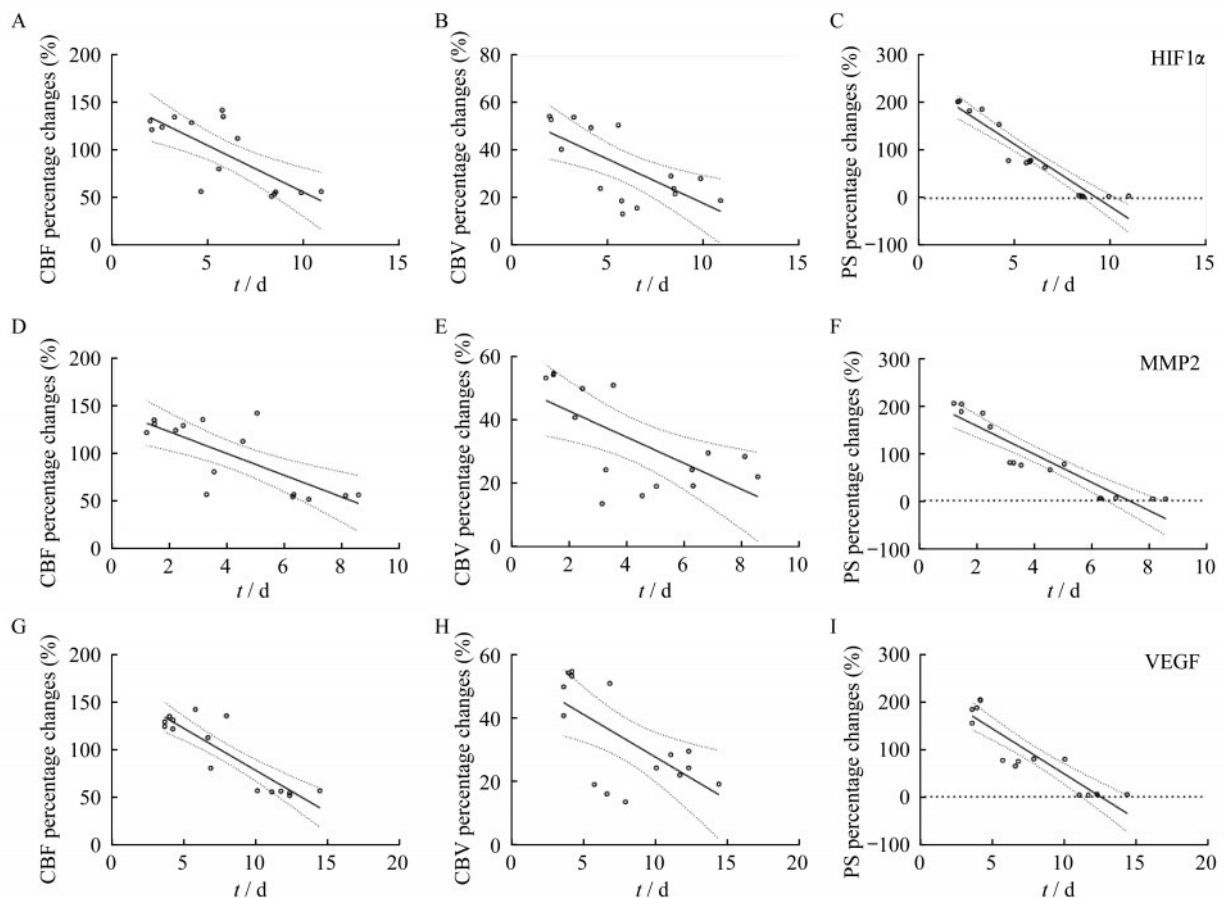 A
B
C
CBF percentage changes (%)
200
150
100
50
0
0
5
10
15
t / d
CBV percentage changes (%)
80
60
40
20
0
0
5
10
15
t / d
PS percentage changes (%)
300
200
100
0
−100
0
5
10
15
t / d
HIF1α
D
E
F
CBF percentage changes (%)
200
150
100
50
0
0
2
4
6
8
10
t / d
CBV percentage changes (%)
60
40
20
0
0
2
4
6
8
10
t / d
PS percentage changes (%)
300
200
100
0
−100
0
2
4
6
8
10
t / d
MMP2
G
H
I
CBF percentage changes (%)
200
150
100
50
0
0
5
10
15
20
t / d
CBV percentage changes (%)
60
40
20
0
0
5
10
15
20
t / d
PS percentage changes (%)
300
200
100
0
−100
0
5
10
15
20
t / d
VEGF